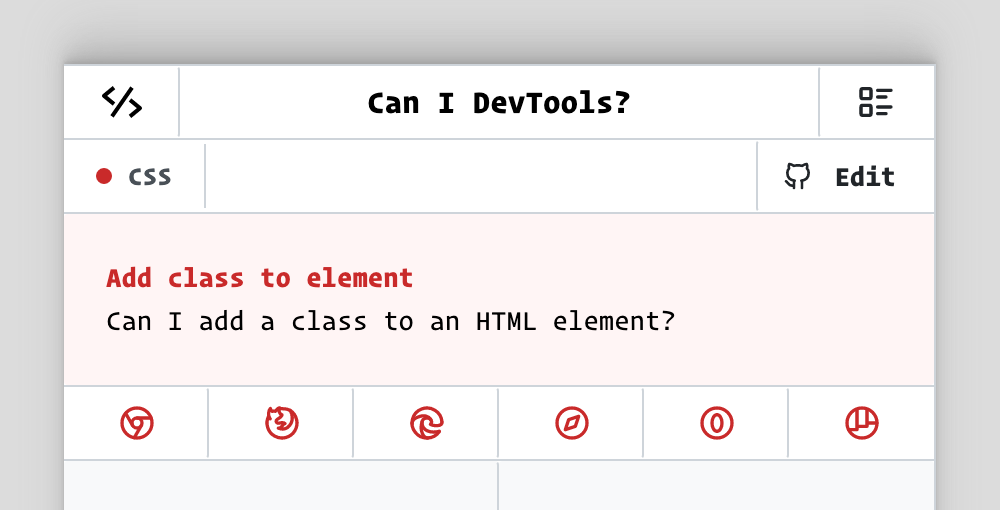 Can I DevTools?
CSS
Edit
Add class to element
Can I add a class to an HTML element?